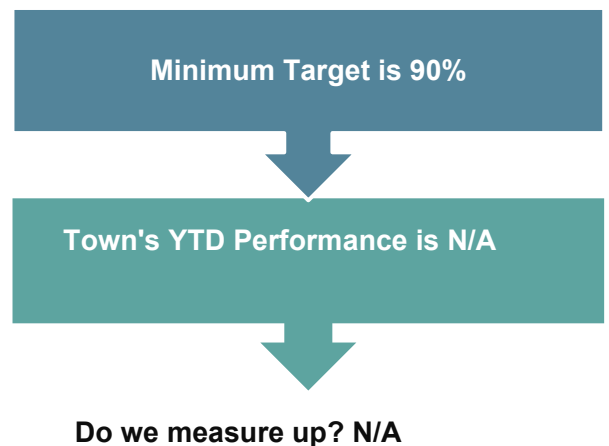 Minimum Target is 90%
Town's YTD Performance is N/A
Do we measure up? N/A